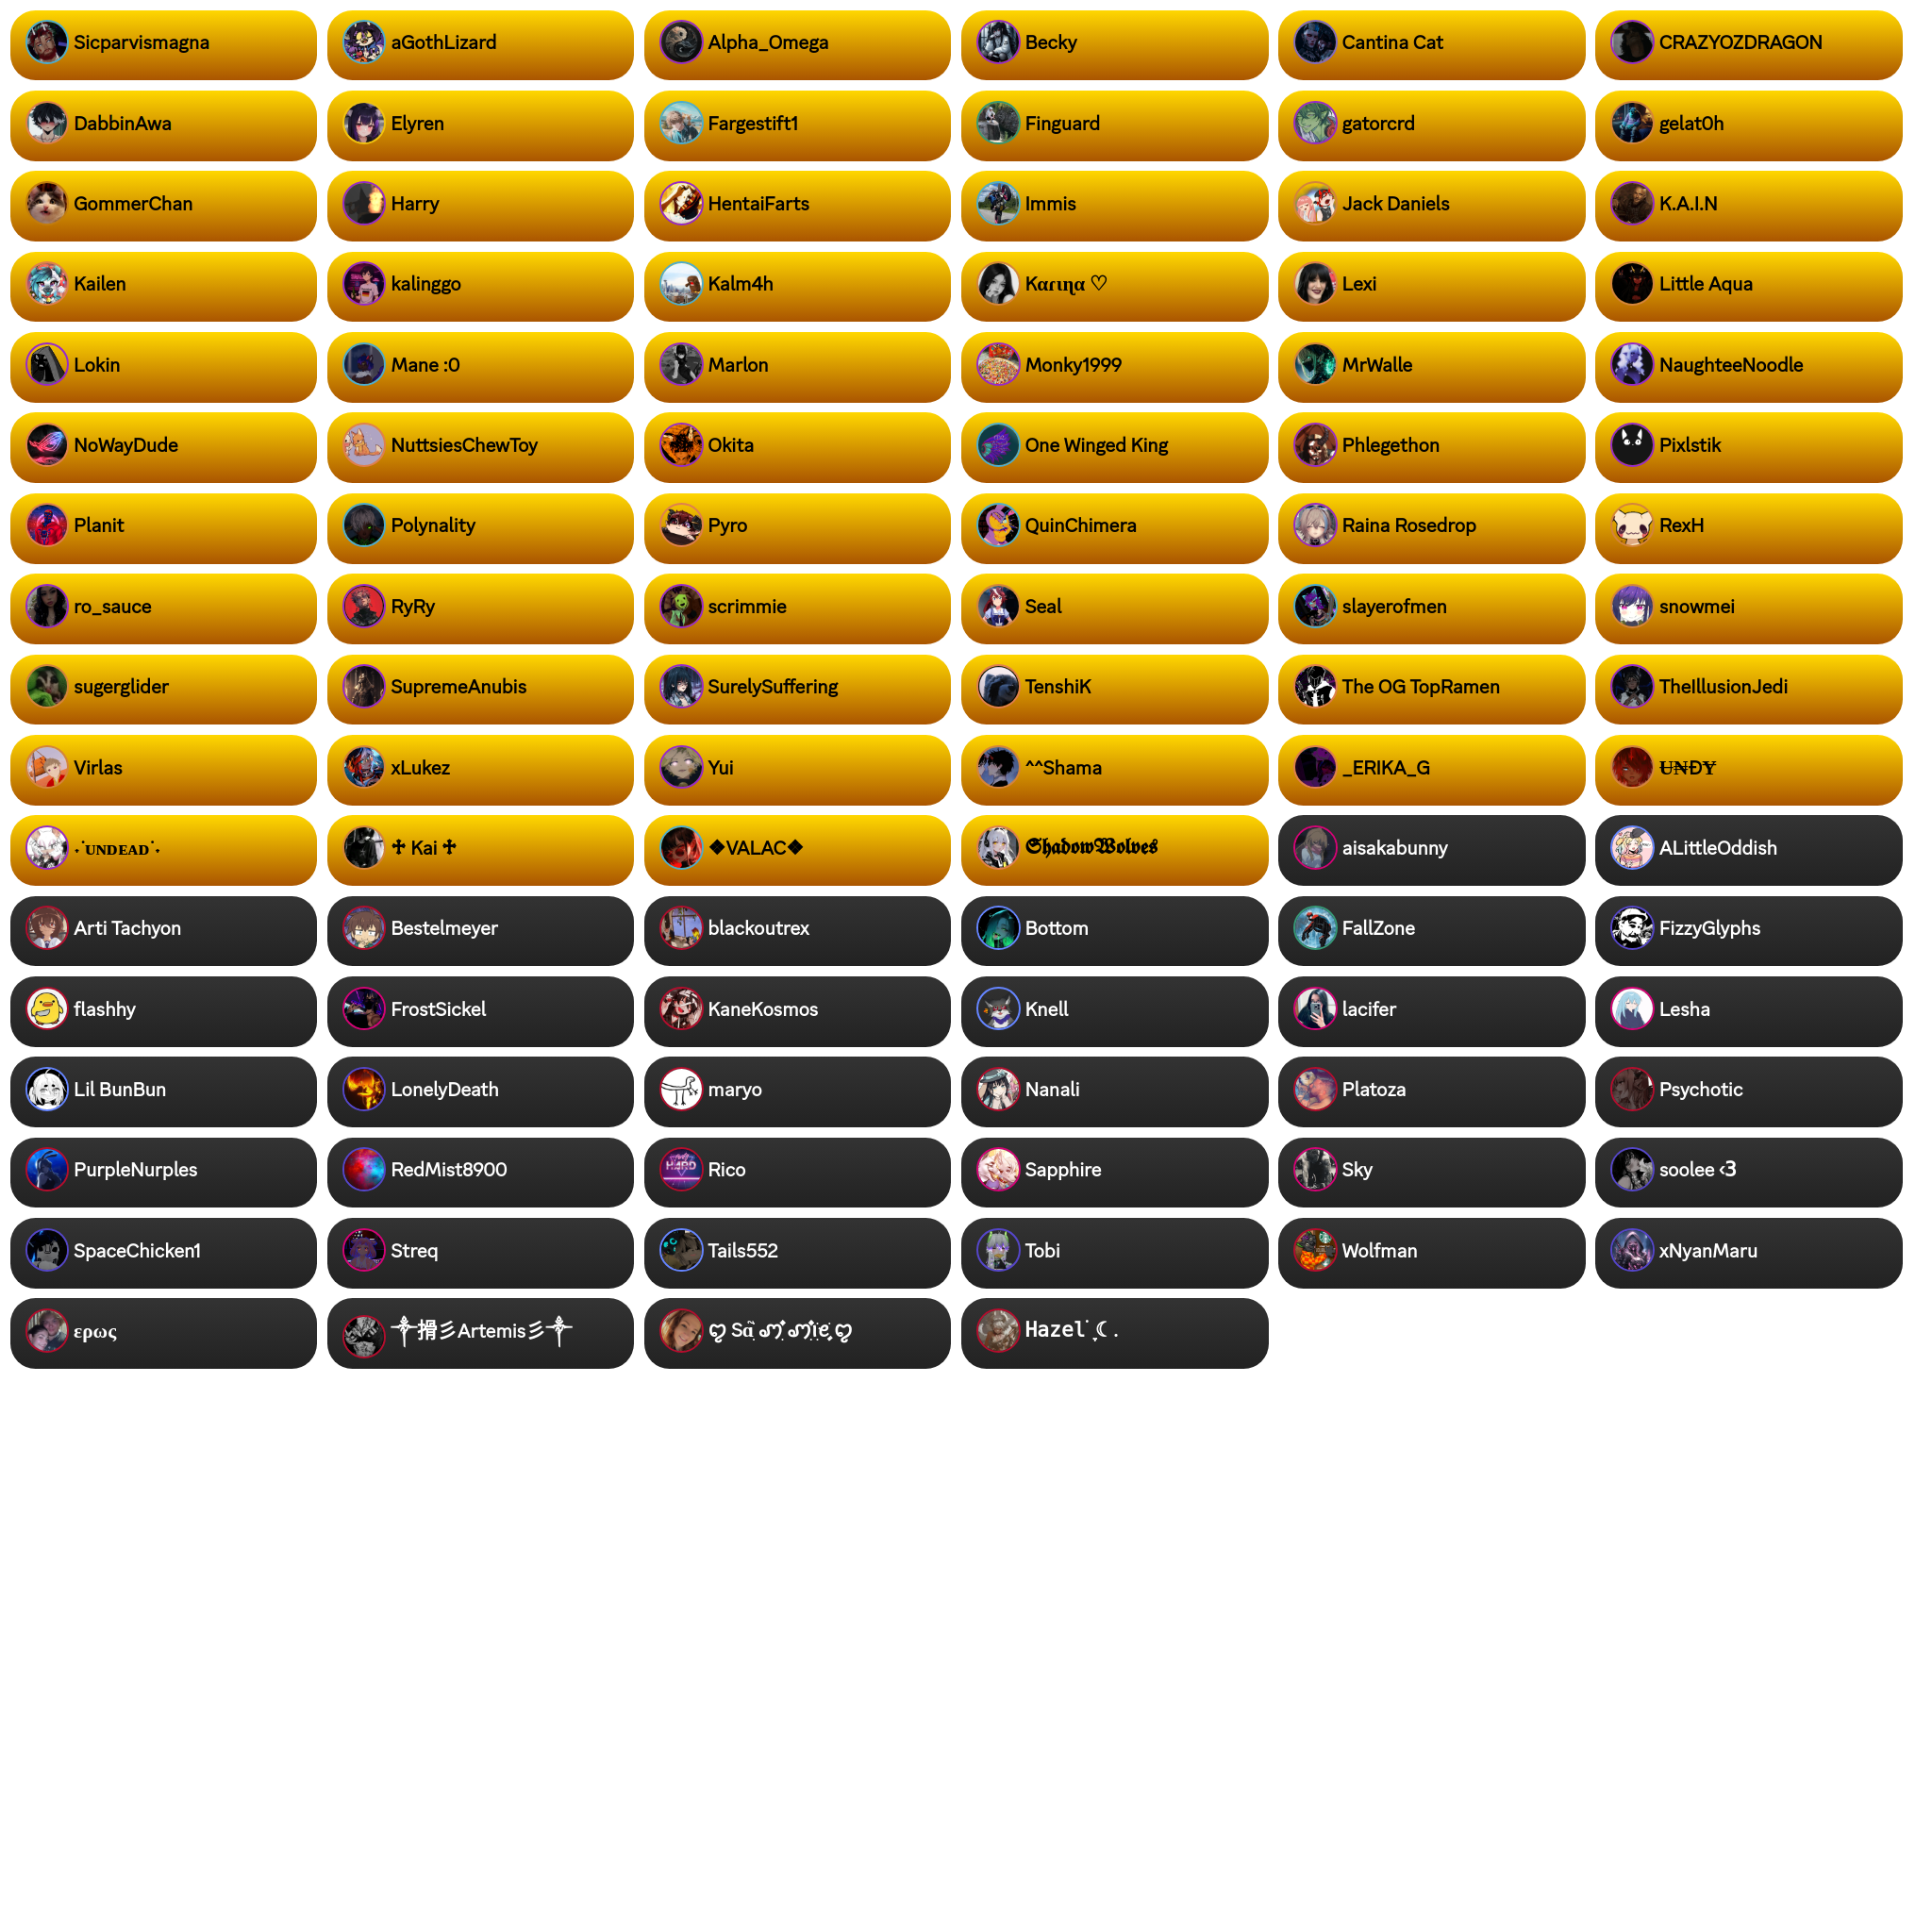 Sicparvismagna
aGothLizard
Alpha_Omega
Becky
Cantina Cat
CRAZYOZDRAGON
DabbinAwa
Elyren
Fargestift1
Finguard
gatorcrd
gelat0h
GommerChan
Harry
HentaiFarts
Immis
Jack Daniels
K.A.I.N
Kailen
kalinggo
Kalm4h
Kαɾιɳα ♡
Lexi
Little Aqua
Lokin
Mane :0
Marlon
Monky1999
MrWalle
NaughteeNoodle
NoWayDude
NuttsiesChewToy
Okita
One Winged King
Phlegethon
Pixlstik
Planit
Polynality
Pyro
QuinChimera
Raina Rosedrop
RexH
ro_sauce
RyRy
scrimmie
Seal
slayerofmen
snowmei
sugerglider
SupremeAnubis
SurelySuffering
TenshiK
The OG TopRamen
TheIllusionJedi
Virlas
xLukez
Yui
^^Shama
_ERIKA_G
U̶N̶ĐY̶
˖˙ᴜɴᴅᴇᴀᴅ˙˖
♱ Kai ♱
❖VALAC❖
𝕾𝖍𝖆𝖉𝖔𝖜𝖂𝖔𝖑𝖛𝖊𝖘
aisakabunny
ALittleOddish
Arti Tachyon
Bestelmeyer
blackoutrex
Bottom
FallZone
FizzyGlyphs
flashhy
FrostSickel
KaneKosmos
Knell
lacifer
Lesha
Lil BunBun
LonelyDeath
maryo
Nanali
Platoza
Psychotic
PurpleNurples
RedMist8900
Rico
Sapphire
Sky
soolee <3
SpaceChicken1
Streq
Tails552
Tobi
Wolfman
xNyanMaru
ερως
༒搰彡Artemis彡༒
𝙷𝚊𝚣𝚎𝚕 ݁ ˖☾.